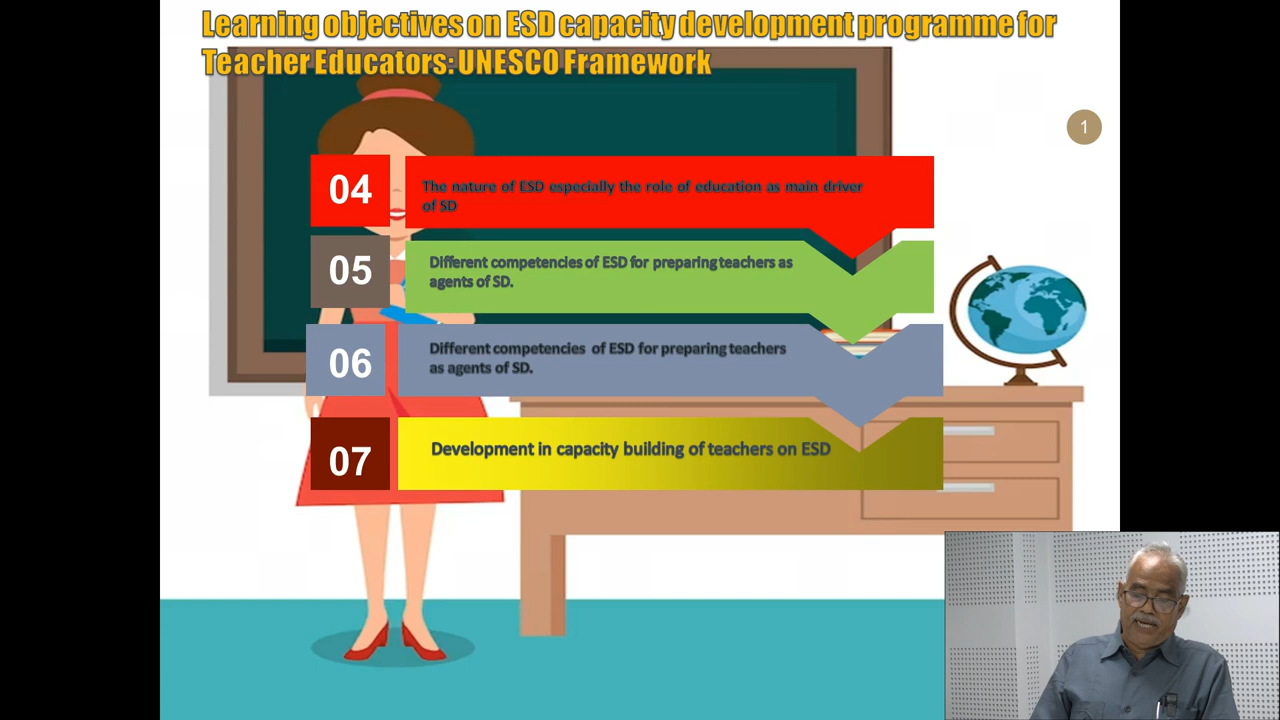 Learning objectives on ESD capacity development programme for
Teacher Educators: UNESCO Framework
1
04
The nature of ESD especially the role of education as main driver
of SD
05
Different competencies of ESD for preparing teachers as
agents of SD.
06
Different competencies of ESD for preparing teachers
as agents of SD.
07
Development in capacity building of teachers on ESD